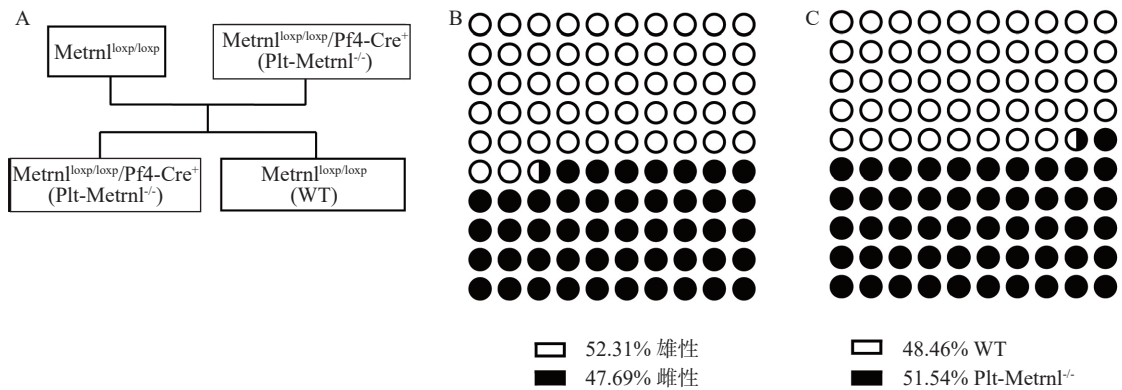 A
Metrnl^loxp/loxp
Metrnl^loxp/loxp/Pf4-Cre^+
(Plt-Metrnl^-/-)
Metrnl^loxp/loxp/Pf4-Cre^+
(Plt-Metrnl^-/-)
Metrnl^loxp/loxp
(WT)
B
52.31% 雄性
47.69% 雌性
C
48.46% WT
51.54% Plt-Metrnl^-/-